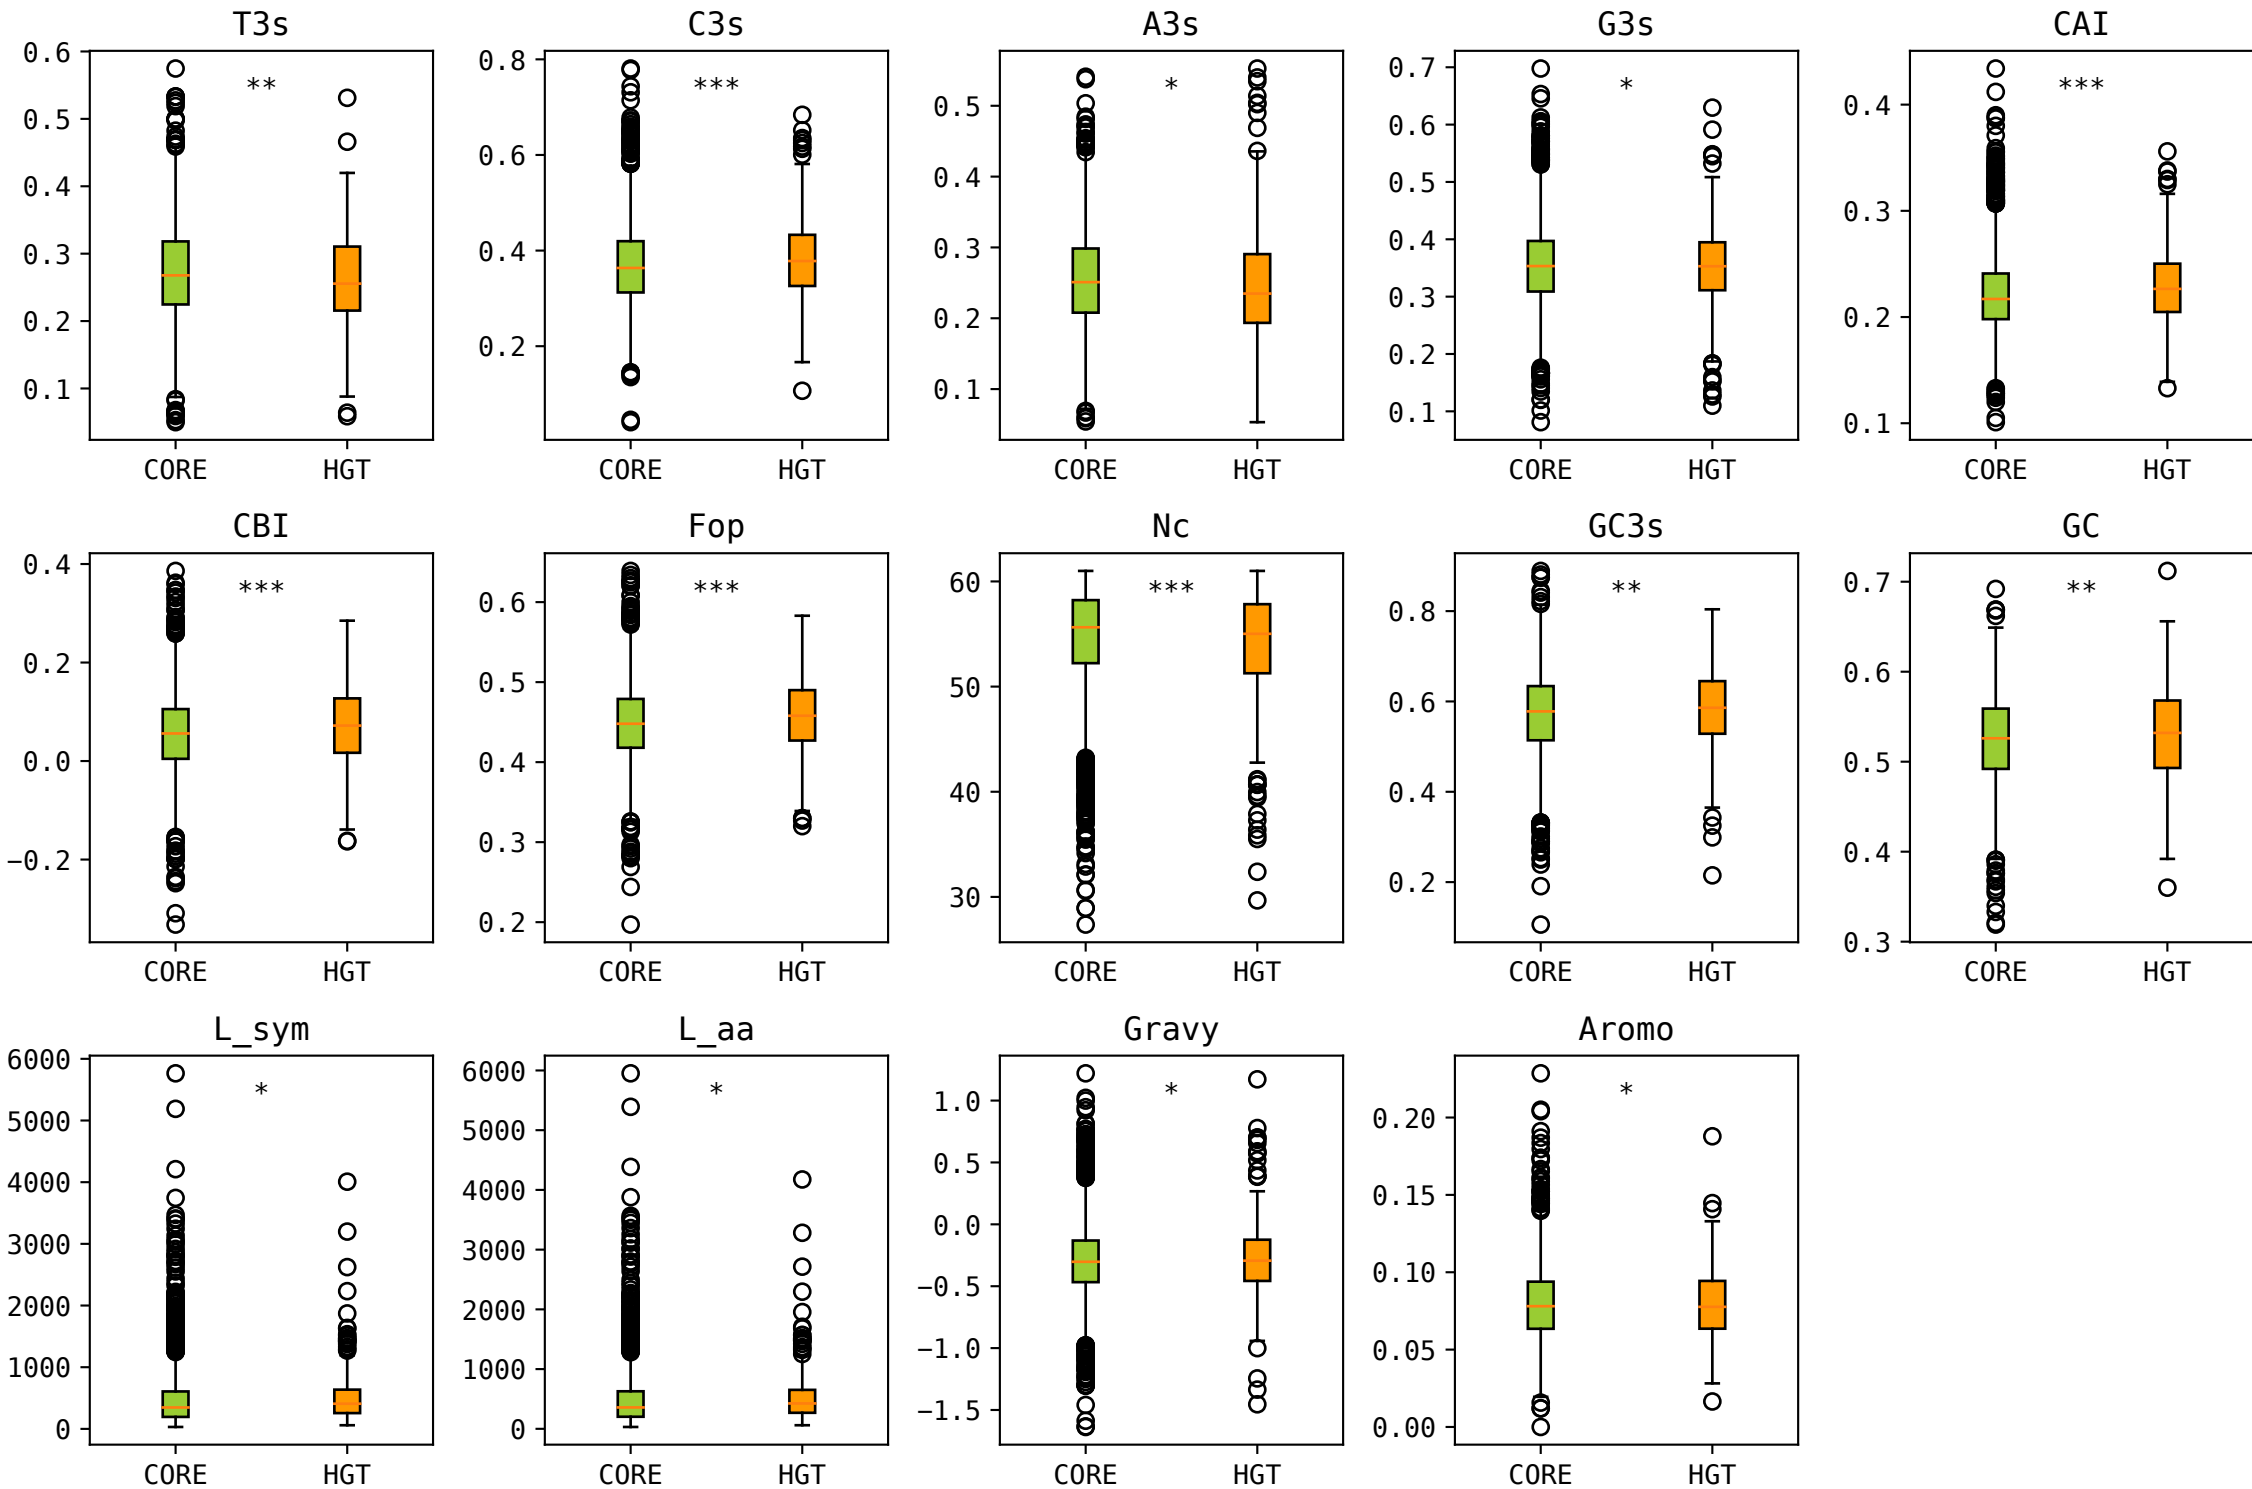 T3s C3s A3s G3s CAI
0.6 0.5 0.4 0.3 0.2 0.1
**
CORE HGT
0.8 0.6 0.4 0.2
***
CORE HGT
0.5 0.4 0.3 0.2 0.1
*
CORE HGT
0.7 0.6 0.5 0.4 0.3 0.2 0.1
*
CORE HGT
0.4 0.3 0.2 0.1
***
CORE HGT
CBI Fop Nc GC3s GC
0.4 0.2 0.0 −0.2
***
CORE HGT
0.6 0.5 0.4 0.3 0.2
***
CORE HGT
60 50 40 30
***
CORE HGT
0.8 0.6 0.4 0.2
**
CORE HGT
0.7 0.6 0.5 0.4 0.3
**
CORE HGT
L_sym L_aa Gravy Aromo
6000 5000 4000 3000 2000 1000 0
*
CORE HGT
6000 5000 4000 3000 2000 1000 0
*
CORE HGT
1.0 0.5 0.0 −0.5 −1.0 −1.5
*
CORE HGT
0.20 0.15 0.10 0.05 0.00
*
CORE HGT